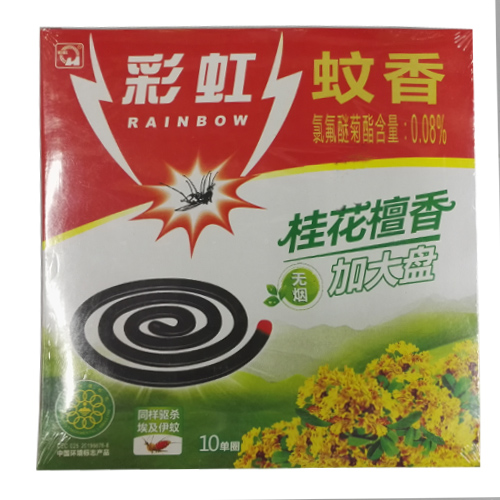 彩虹
RAINBOW
蚊香
氯氟醚菊酯含量：0.08%
桂花檀香
无烟
加大盘
同样驱杀
埃及伊蚊
10单圈
中国环境标志产品